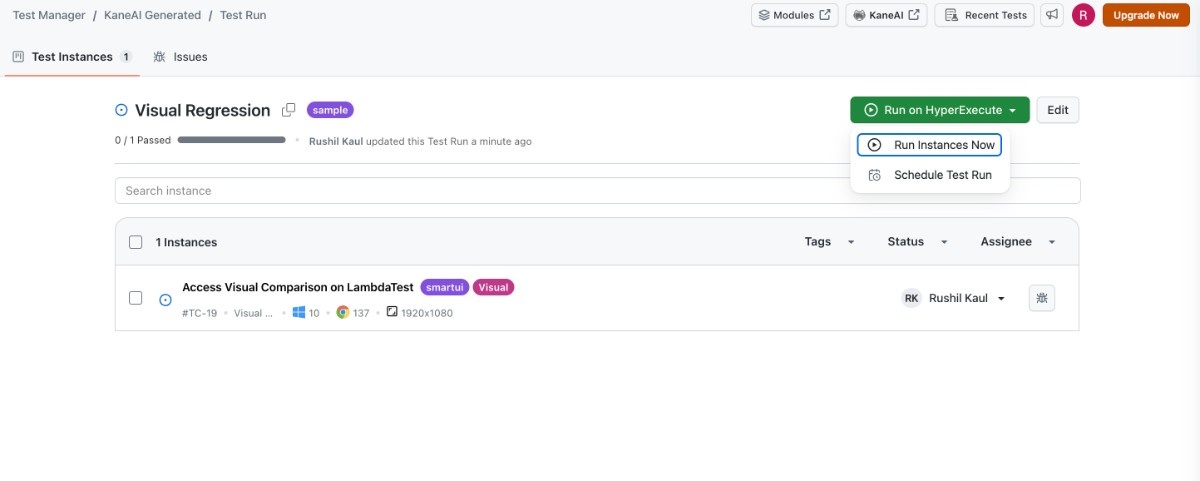 Test Manager / KaneAI Generated / Test Run
Modules
KaneAI
Recent Tests
R
Upgrade Now
Test Instances 1
Issues
Visual Regression
sample
Run on HyperExecute
Edit
0 / 1 Passed
Rushil Kaul updated this Test Run a minute ago
Run Instances Now
Schedule Test Run
Search instance
1 Instances
Tags
Status
Assignee
Access Visual Comparison on LambdaTest
smartui
Visual
#TC-19
Visual ...
10
137
1920x1080
RK
Rushil Kaul